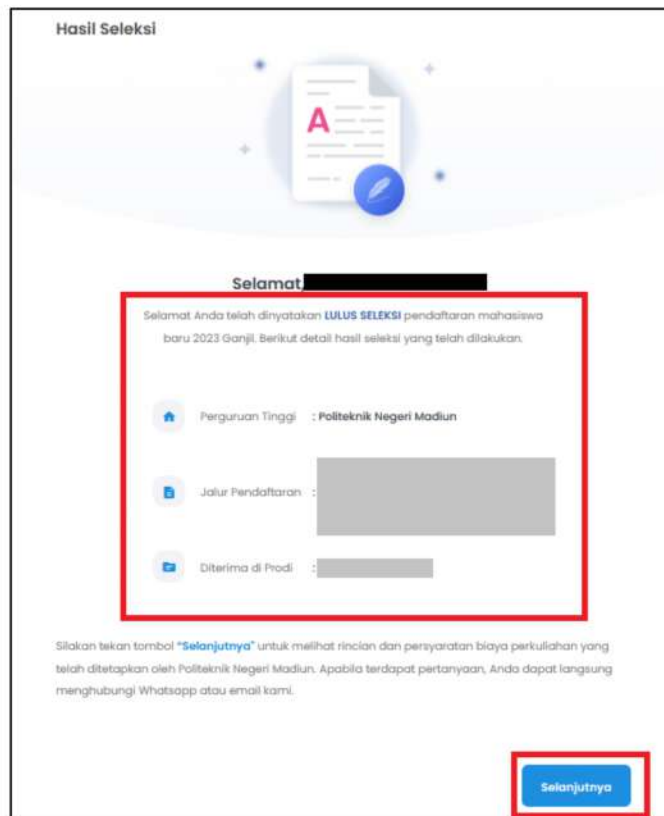 Hasil Seleksi
A
Selamat,
Selamat Anda telah dinyatakan LULUS SELEKSI pendaftaran mahasiswa
baru 2023 Ganjil. Berikut detail hasil seleksi yang telah dilakukan.
Perguruan Tinggi : Politeknik Negeri Madiun
Jalur Pendaftaran :
Diterima di Prodi :
Silakan tekan tombol "Selanjutnya" untuk melihat rincian dan persyaratan biaya perkuliahan yang
telah ditetapkan oleh Politeknik Negeri Madiun. Apabila terdapat pertanyaan, Anda dapat langsung
menghubungi Whatsapp atau email kami.
Selanjutnya